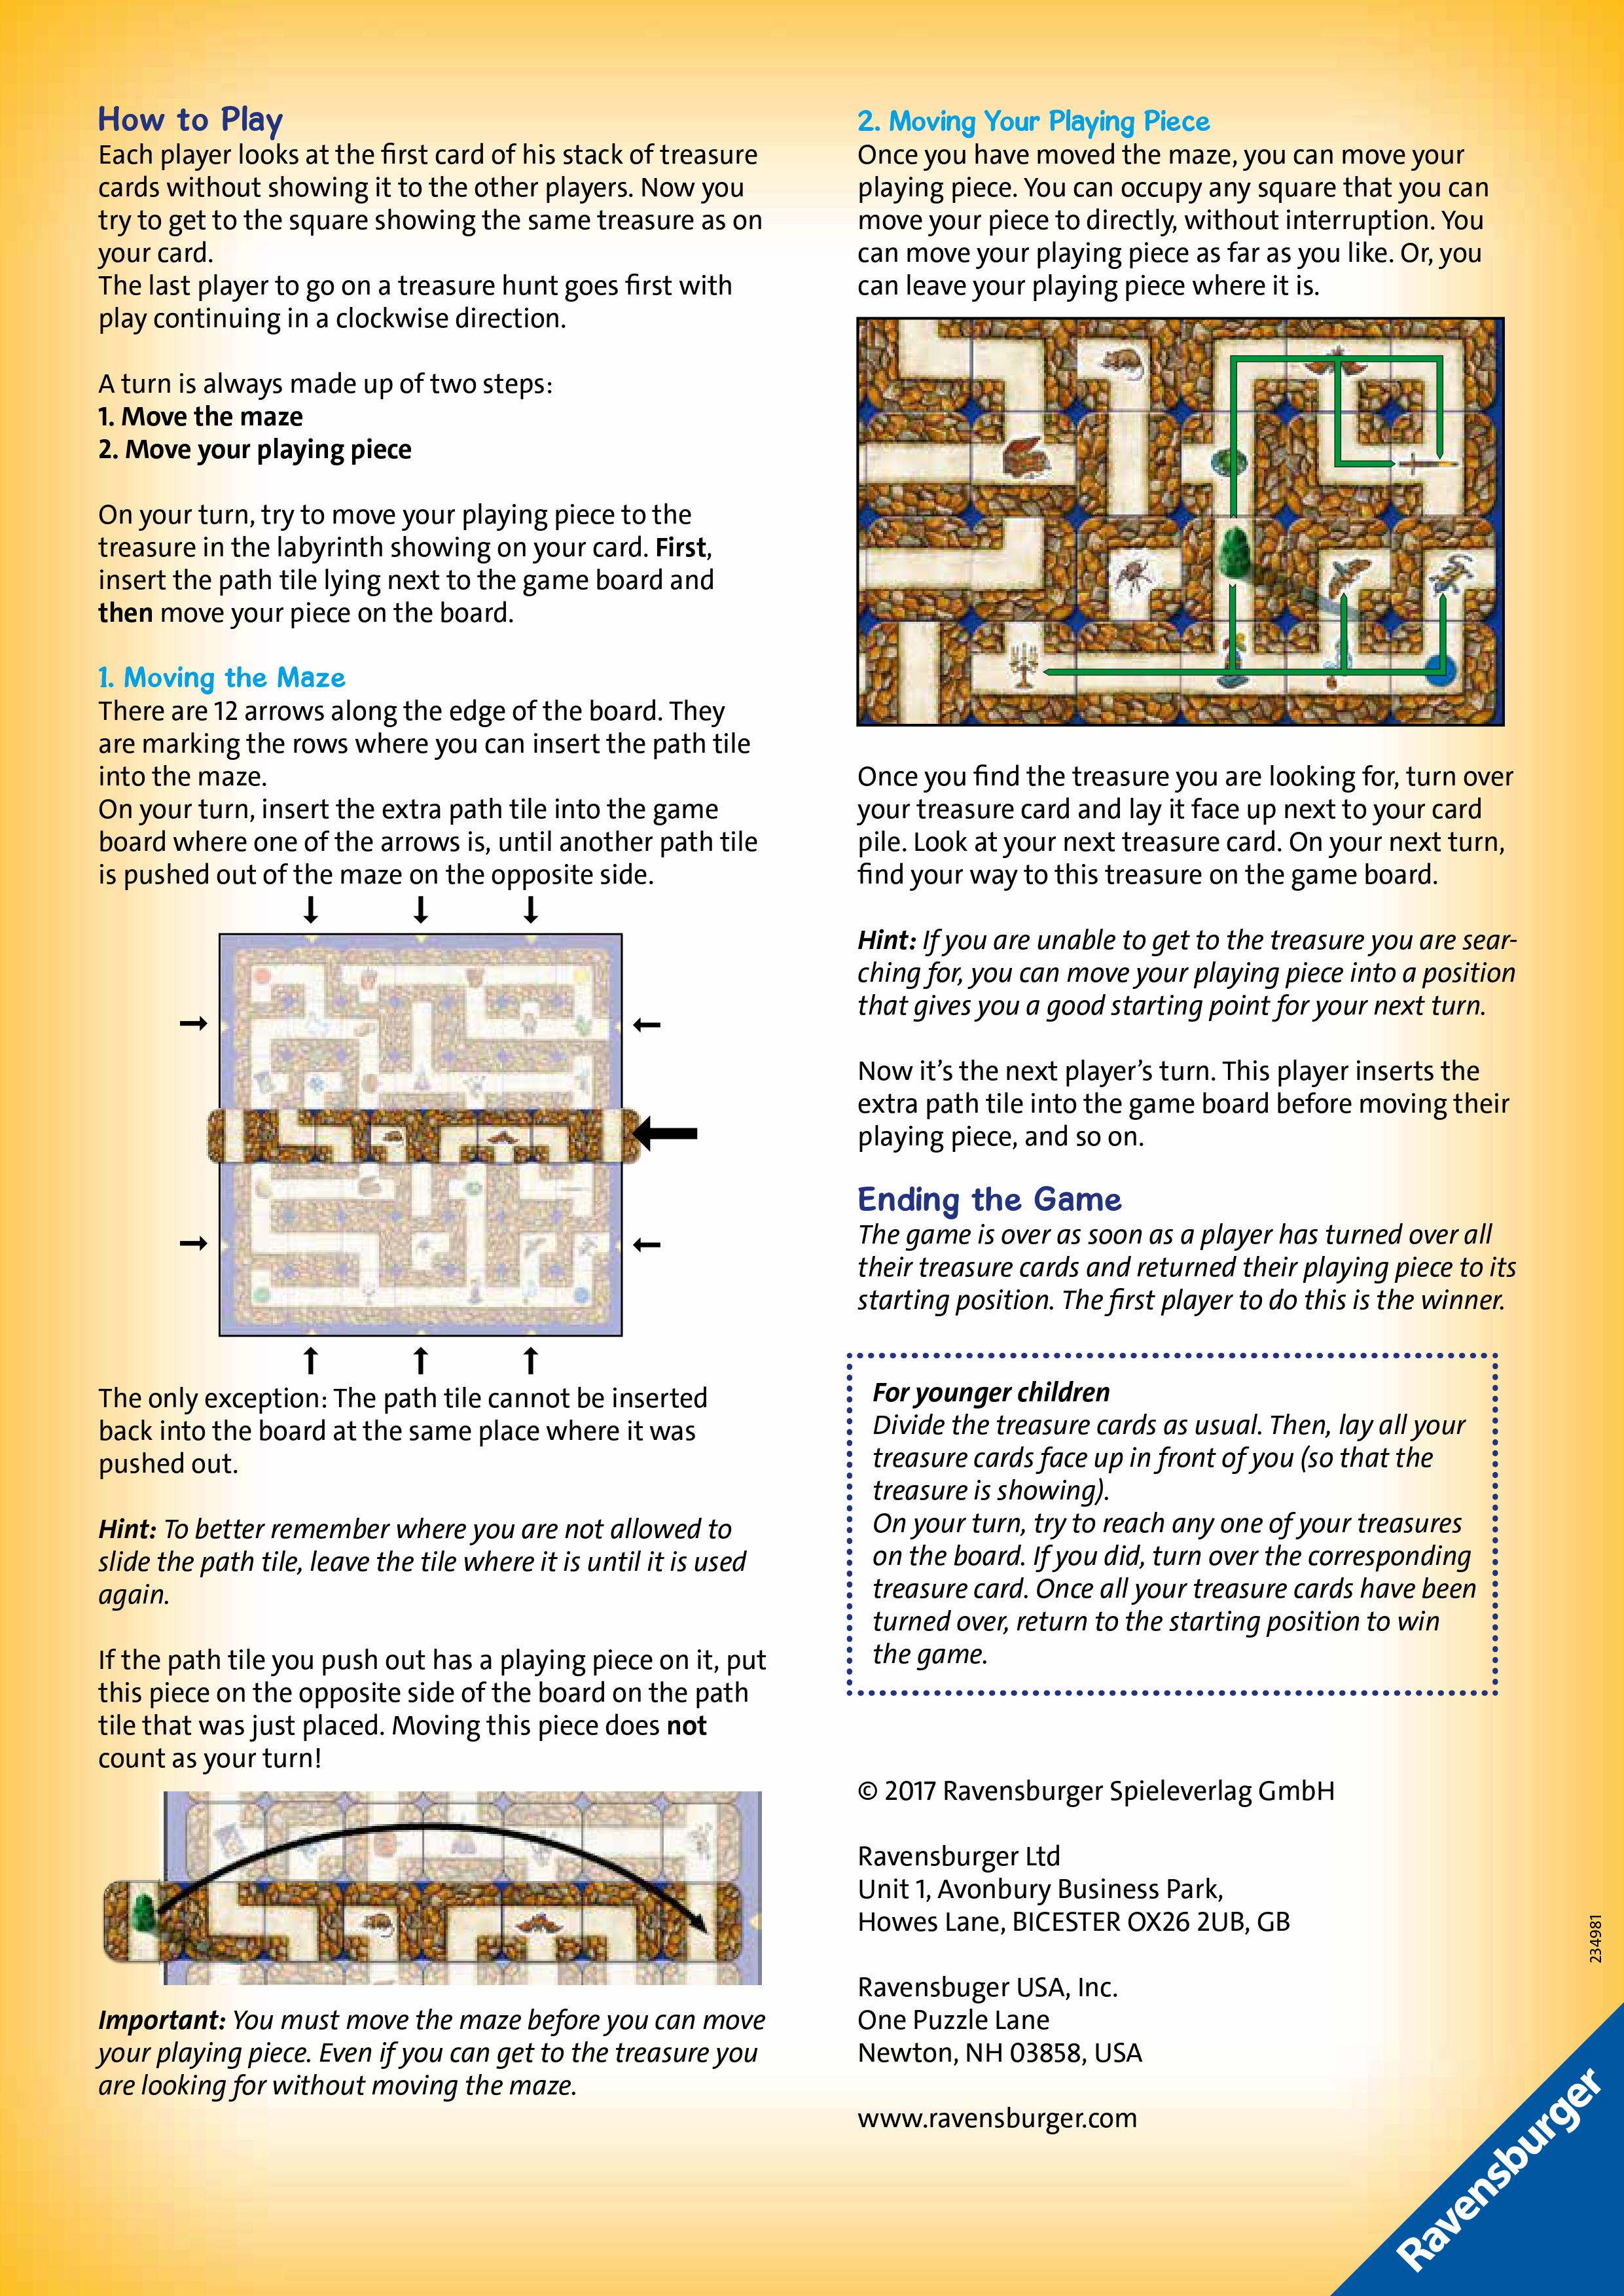 How to Play
Each player looks at the first card of his stack of treasure
cards without showing it to the other players. Now you
try to get to the square showing the same treasure as on
your card.
The last player to go on a treasure hunt goes first with
play continuing in a clockwise direction.
A turn is always made up of two steps:
1. Move the maze
2. Move your playing piece
On your turn, try to move your playing piece to the
treasure in the labyrinth showing on your card. First,
insert the path tile lying next to the game board and
then move your piece on the board.
1. Moving the Maze
There are 12 arrows along the edge of the board. They
are marking the rows where you can insert the path tile
into the maze.
On your turn, insert the extra path tile into the game
board where one of the arrows is, until another path tile
is pushed out of the maze on the opposite side.
The only exception: The path tile cannot be inserted
back into the board at the same place where it was
pushed out.
Hint: To better remember where you are not allowed to
slide the path tile, leave the tile where it is until it is used
again.
If the path tile you push out has a playing piece on it, put
this piece on the opposite side of the board on the path
tile that was just placed. Moving this piece does not
count as your turn!
Important: You must move the maze before you can move
your playing piece. Even if you can get to the treasure you
are looking for without moving the maze.
2. Moving Your Playing Piece
Once you have moved the maze, you can move your
playing piece. You can occupy any square that you can
move your piece to directly, without interruption. You
can move your playing piece as far as you like. Or, you
can leave your playing piece where it is.
Once you find the treasure you are looking for, turn over
your treasure card and lay it face up next to your card
pile. Look at your next treasure card. On your next turn,
find your way to this treasure on the game board.
Hint: If you are unable to get to the treasure you are sear-
ching for, you can move your playing piece into a position
that gives you a good starting point for your next turn.
Now it's the next player's turn. This player inserts the
extra path tile into the game board before moving their
playing piece, and so on.
Ending the Game
The game is over as soon as a player has turned over all
their treasure cards and returned their playing piece to its
starting position. The first player to do this is the winner.
For younger children
Divide the treasure cards as usual. Then, lay all your
treasure cards face up in front of you (so that the
treasure is showing).
On your turn, try to reach any one of your treasures
on the board. If you did, turn over the corresponding
treasure card. Once all your treasure cards have been
turned over, return to the starting position to win
the game.
© 2017 Ravensburger Spieleverlag GmbH
Ravensburger Ltd
Unit 1, Avonbury Business Park,
Howes Lane, BICESTER OX26 2UB, GB
Ravensbuger USA, Inc.
One Puzzle Lane
Newton, NH 03858, USA
www.ravensburger.com
234981
Ravensburger